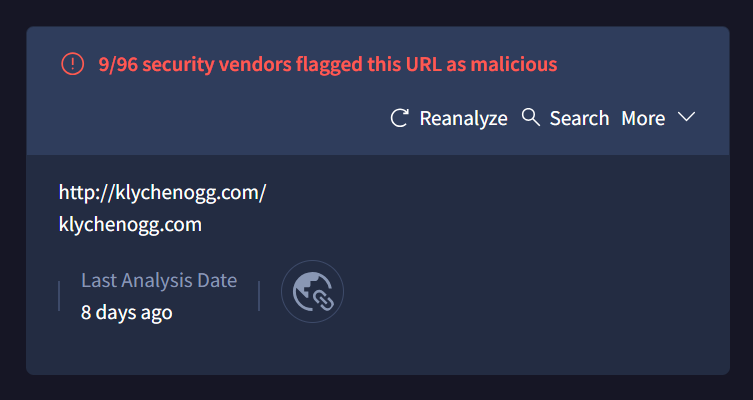 9/96 security vendors flagged this URL as malicious
Reanalyze Search More
http://klychenogg.com/
klychenogg.com
Last Analysis Date
8 days ago